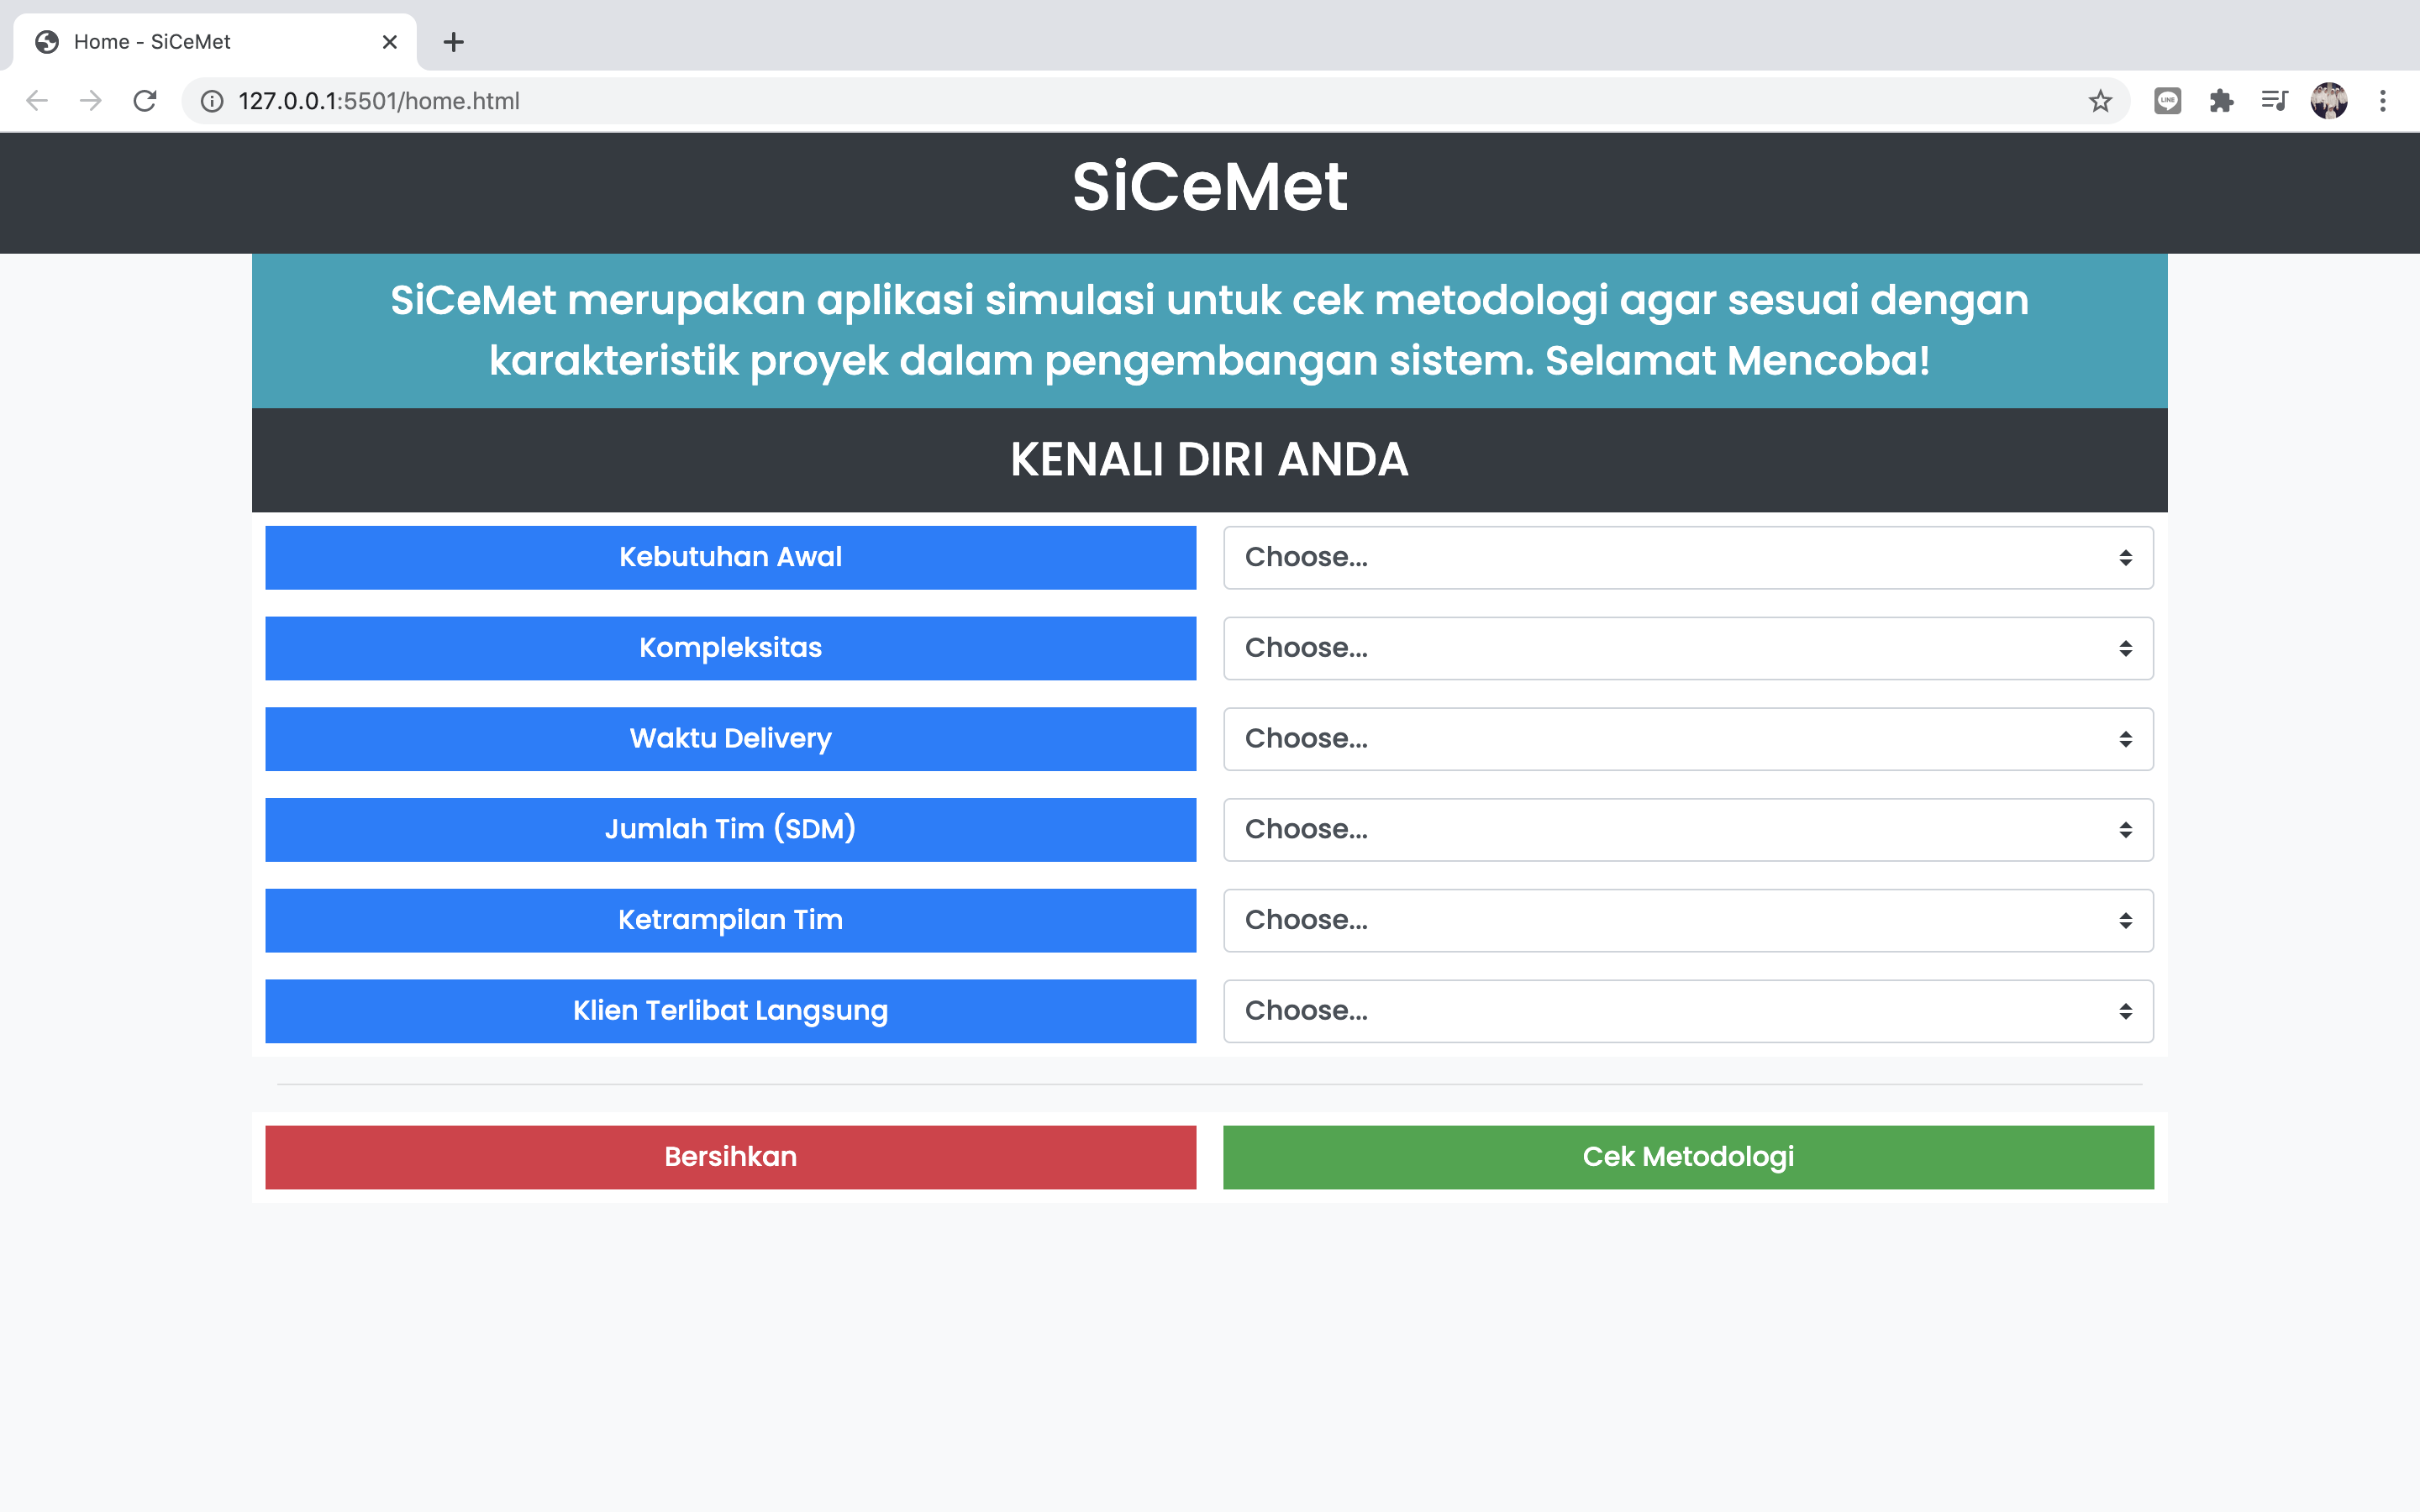 Home - SiCeMet
127.0.0.1:5501/home.html
LINE
SiCeMet
SiCeMet merupakan aplikasi simulasi untuk cek metodologi agar sesuai dengan
karakteristik proyek dalam pengembangan sistem. Selamat Mencoba!
KENALI DIRI ANDA
Kebutuhan Awal
Choose...
Kompleksitas
Choose...
Waktu Delivery
Choose...
Jumlah Tim (SDM)
Choose...
Ketrampilan Tim
Choose...
Klien Terlibat Langsung
Choose...
Bersihkan
Cek Metodologi